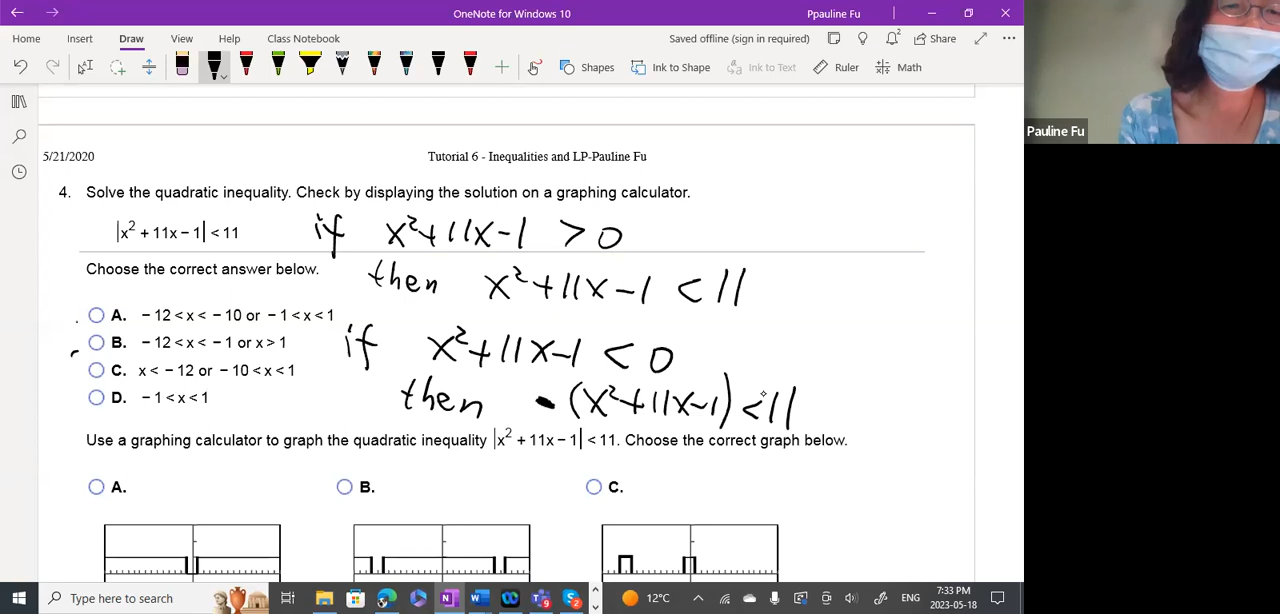 OneNote for Windows 10
Ppauline Fu
Home Insert Draw View Help Class Notebook
Saved offline (sign in required)
Share
Shapes Ink to Shape Ink to Text Ruler Math
Pauline Fu
5/21/2020
Tutorial 6 - Inequalities and LP-Pauline Fu
4. Solve the quadratic inequality. Check by displaying the solution on a graphing calculator.
|x² + 11x − 1| < 11
if x²+11x-1 > 0
then x²+11x-1 < 11
Choose the correct answer below.
A. − 12 < x < − 10 or − 1 < x < 1
B. − 12 < x < − 1 or x > 1
C. x < − 12 or − 10 < x < 1
D. − 1 < x < 1
if x²+11x-1 < 0
then -(x²+11x-1) < 11
Use a graphing calculator to graph the quadratic inequality |x² + 11x − 1| < 11. Choose the correct graph below.
A. B. C.
Type here to search
12°C
ENG
7:33 PM
2023-05-18